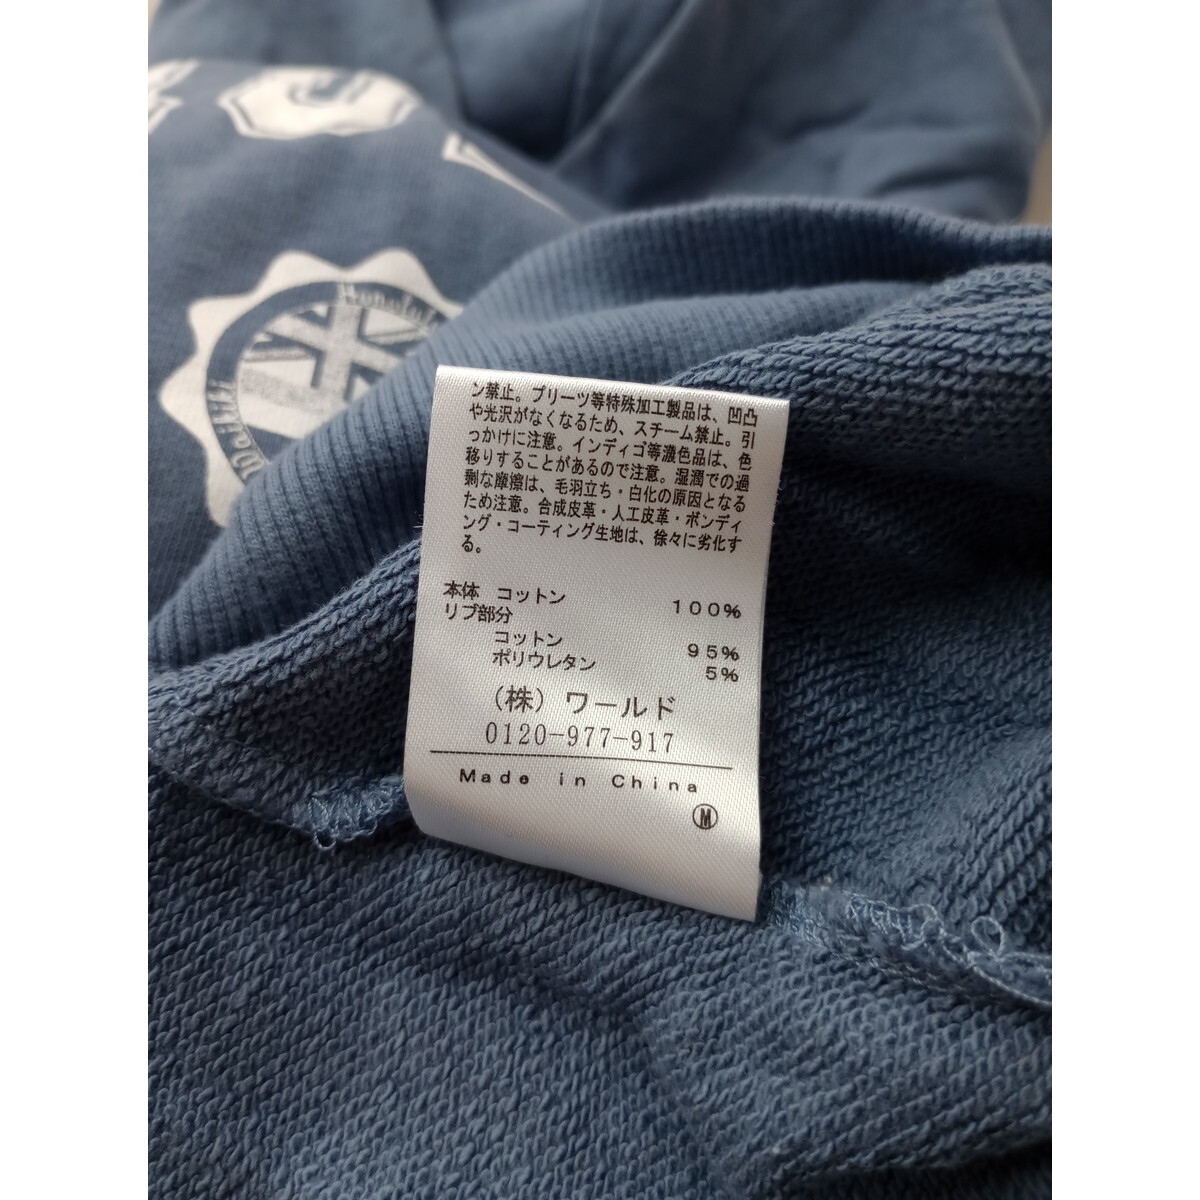 Honolulu
Waikiki
ン禁止。プリーツ等特殊加工製品は、凹凸
や光沢がなくなるため、スチーム禁止。引
っかけに注意。インディゴ等濃色品は、色
移りすることがあるので注意。湿潤での過
剰な摩擦は、毛羽立ち・白化の原因となる
ため注意。合成皮革・人工皮革・ボンディ
ング・コーティング生地は、徐々に劣化す
る。
本体 コットン 100%
リブ部分
コットン 95%
ポリウレタン 5%
(株)ワールド
0120-977-917
Made in China
Ⓜ